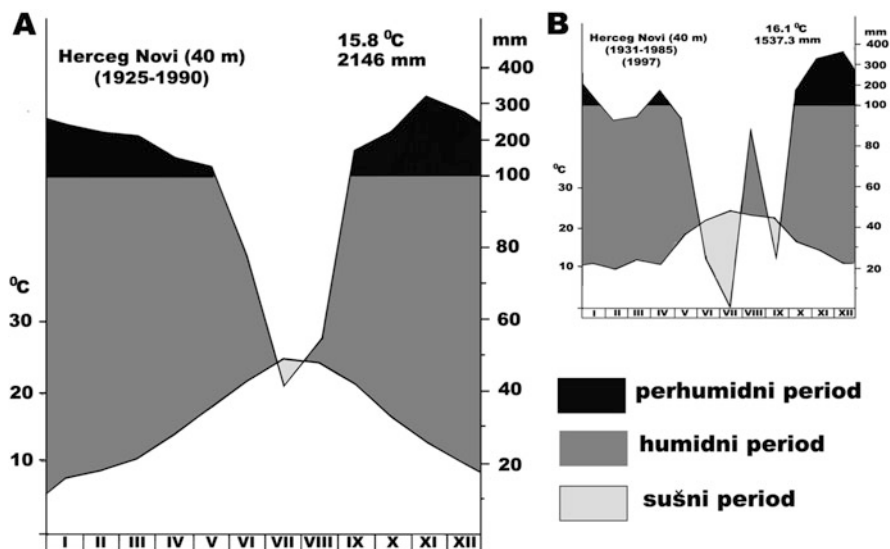 A
Herceg Novi (40 m)
(1925-1990)
15.8 ⁰C
2146 mm
mm
400
300
200
100
80
60
40
20
⁰C
30
20
10
I II III IV V VI VII VIII IX X XI XII
B
Herceg Novi (40 m)
(1931-1985)
(1997)
16.1 ⁰C
1537.3 mm
mm
400
300
200
100
80
60
40
20
⁰C
30
20
10
I II III IV V VI VII VIII IX X XI XII
perhumidni period
humidni period
sušni period